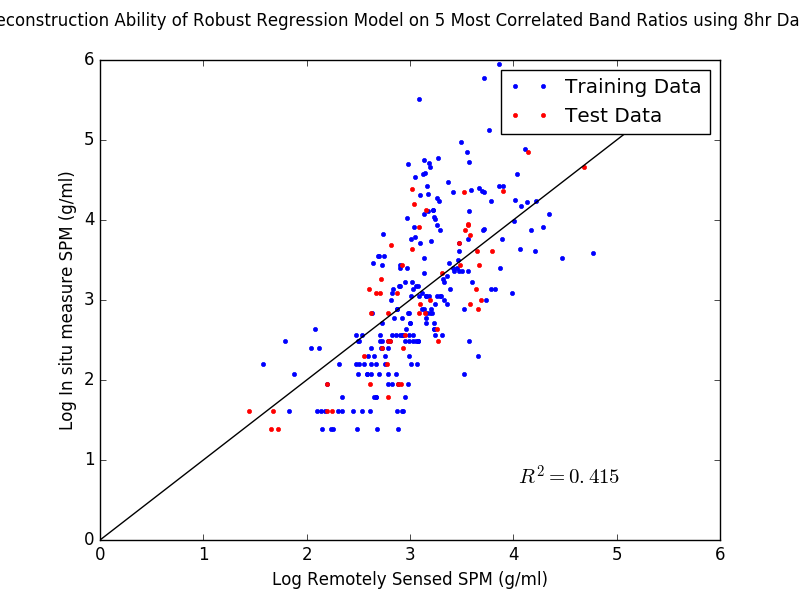 econstruction Ability of Robust Regression Model on 5 Most Correlated Band Ratios using 8hr Da
6
Training Data
Test Data
5
4
3
2
1
0
Log In situ measure SPM (g/ml)
R² = 0.415
0 1 2 3 4 5 6
Log Remotely Sensed SPM (g/ml)